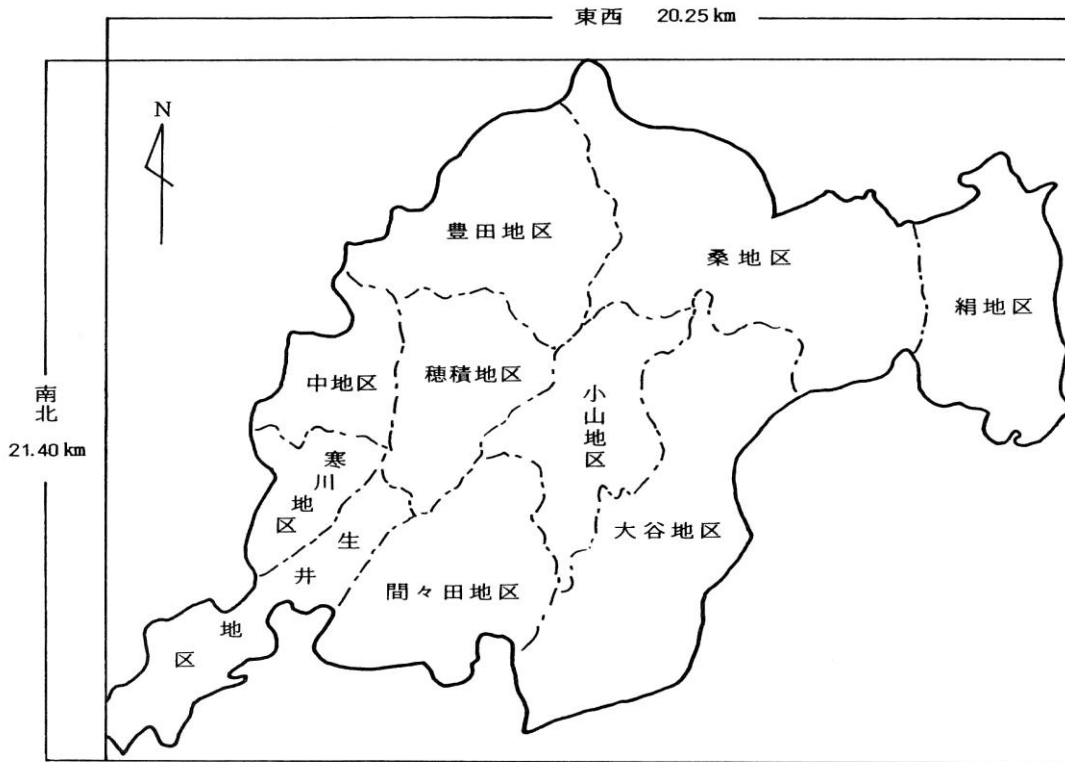 東西 20.25 km
N
豊田地区
桑地区
絹地区
中地区
穂積地区
小山地区
南北
21.40 km
寒川地区
大谷地区
生井地区
間々田地区